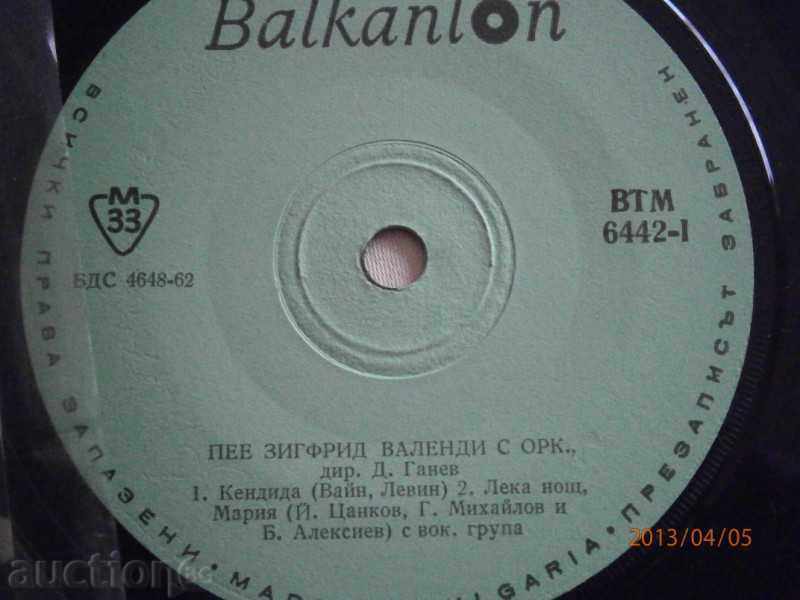 Balkanton
М
33
БДС 4648-62
ВТМ
6442-I
ПЕЕ ЗИГФРИД ВАЛЕНДИ С ОРК.,
дир. Д. Ганев
1. Кендида (Вайн, Левин) 2. Лека нощ,
Мария (Й. Цанков, Г. Михайлов и
Б. Алексиев) с вок. група
ВСИЧКИ ПРАВА ЗАПАЗЕНИ
ПРЕЗАПИСЪТ ЗАБРАНЕН
2013/04/05
auction